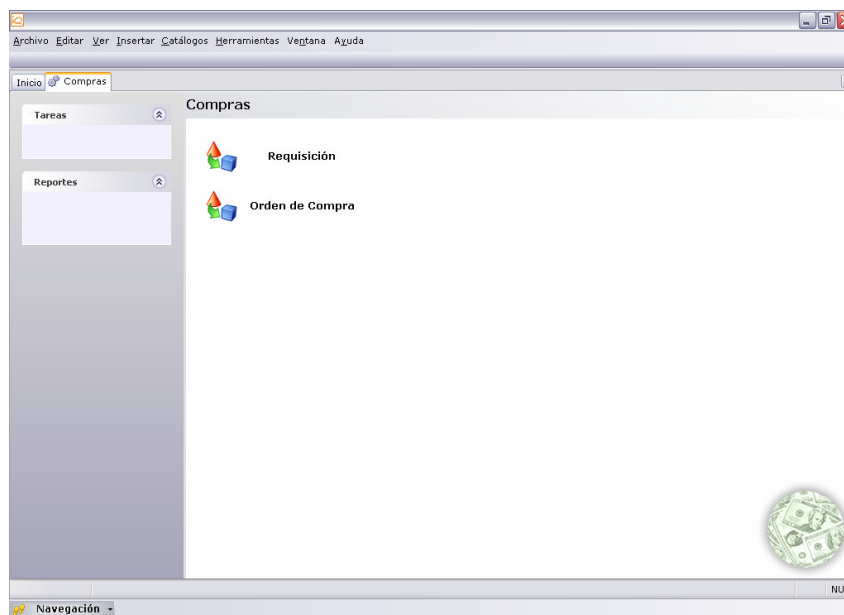 Archivo Editar Ver Insertar Catálogos Herramientas Ventana Ayuda
Inicio Compras
Compras
Tareas
Reportes
Requisición
Orden de Compra
NU
Navegación